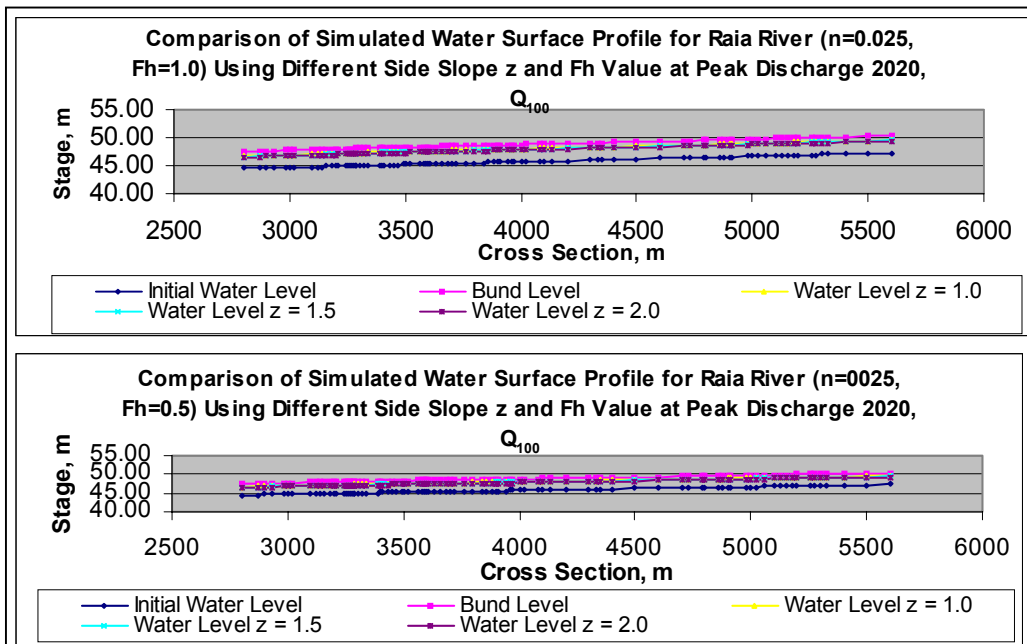 Comparison of Simulated Water Surface Profile for Raia River (n=0.025,
Fh=1.0) Using Different Side Slope z and Fh Value at Peak Discharge 2020,
Q100
55.00
50.00
45.00
40.00
Stage, m
2500 3000 3500 4000 4500 5000 5500 6000
Cross Section, m
Initial Water Level Bund Level Water Level z = 1.0
Water Level z = 1.5 Water Level z = 2.0
Comparison of Simulated Water Surface Profile for Raia River (n=0025,
Fh=0.5) Using Different Side Slope z and Fh Value at Peak Discharge 2020,
Q100
55.00
50.00
45.00
40.00
Stage, m
2500 3000 3500 4000 4500 5000 5500 6000
Cross Section, m
Initial Water Level Bund Level Water Level z = 1.0
Water Level z = 1.5 Water Level z = 2.0